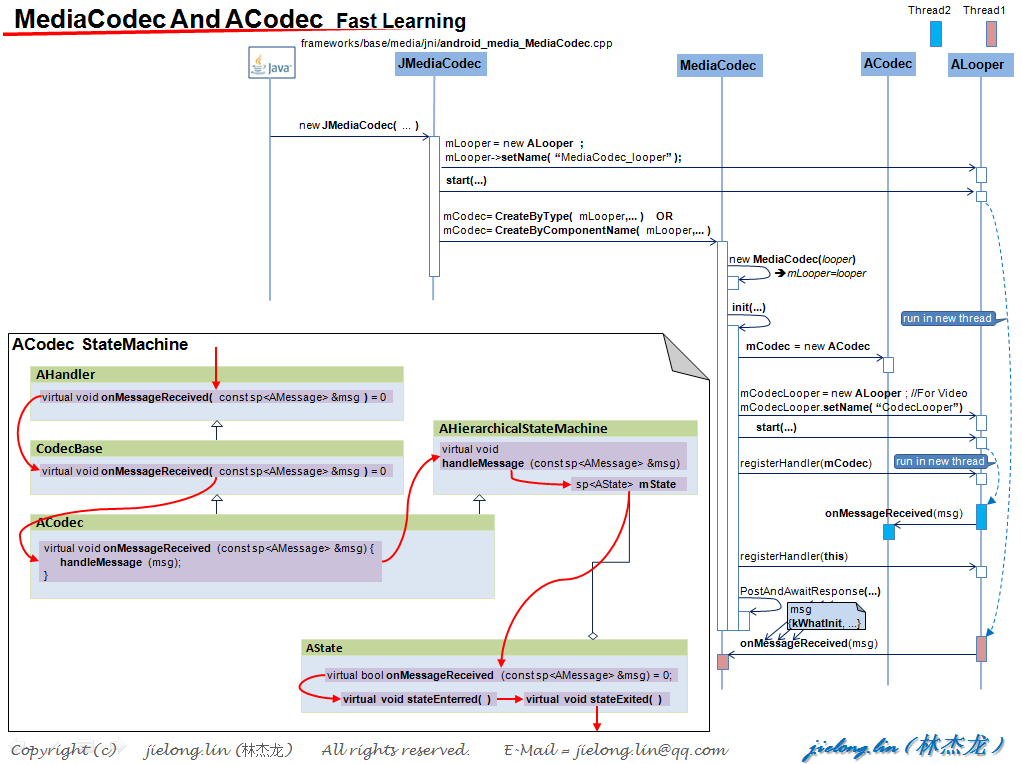 MediaCodec And ACodec Fast Learning
Thread2 Thread1
frameworks/base/media/jni/android_media_MediaCodec.cpp
Java
JMediaCodec
MediaCodec
ACodec
ALooper
new JMediaCodec( ... )
mLooper = new ALooper ;
mLooper->setName( “MediaCodec_looper” );
start(...)
mCodec= CreateByType( mLooper,... ) OR
mCodec= CreateByComponentName( mLooper,... )
new MediaCodec(looper)
➔ mLooper=looper
init(...)
run in new thread
mCodec = new ACodec
mCodecLooper = new ALooper ; //For Video
mCodecLooper.setName( “CodecLooper”)
start(...)
registerHandler(mCodec)
run in new thread
onMessageReceived(msg)
registerHandler(this)
PostAndAwaitResponse(...)
msg
{kWhatInit, ...}
onMessageReceived(msg)
ACodec StateMachine
AHandler
virtual void onMessageReceived( const sp<AMessage> &msg ) = 0
CodecBase
virtual void onMessageReceived( const sp<AMessage> &msg ) = 0
ACodec
virtual void onMessageReceived (const sp<AMessage> &msg) {
handleMessage (msg);
}
AHierarchicalStateMachine
virtual void
handleMessage (const sp<AMessage> &msg)
sp<AState> mState
AState
virtual bool onMessageReceived (const sp<AMessage> &msg) = 0;
virtual void stateEnterred( ) virtual void stateExited( )
Copyright (c) jielong.lin (林杰龙) All rights reserved. E-Mail = jielong.lin@qq.com
jielong.lin (林杰龙)